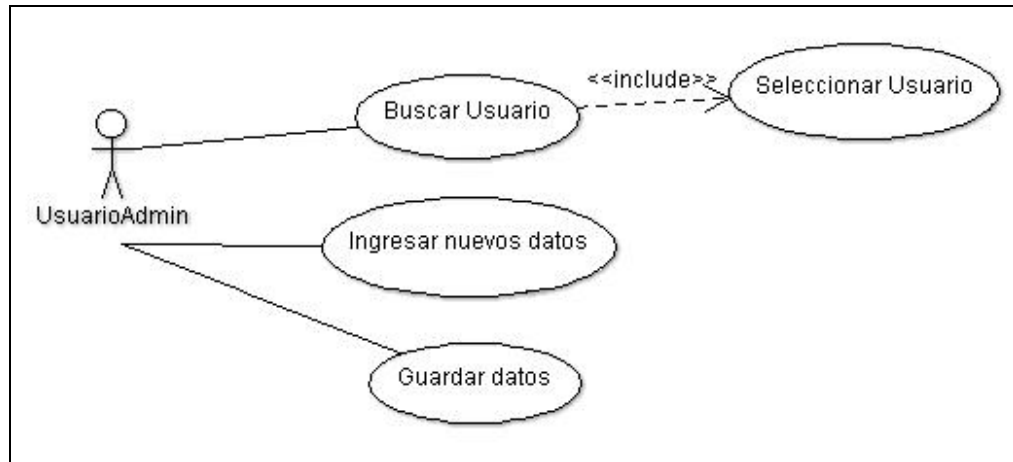 <<include>>
Seleccionar Usuario
Buscar Usuario
UsuarioAdmin
Ingresar nuevos datos
Guardar datos